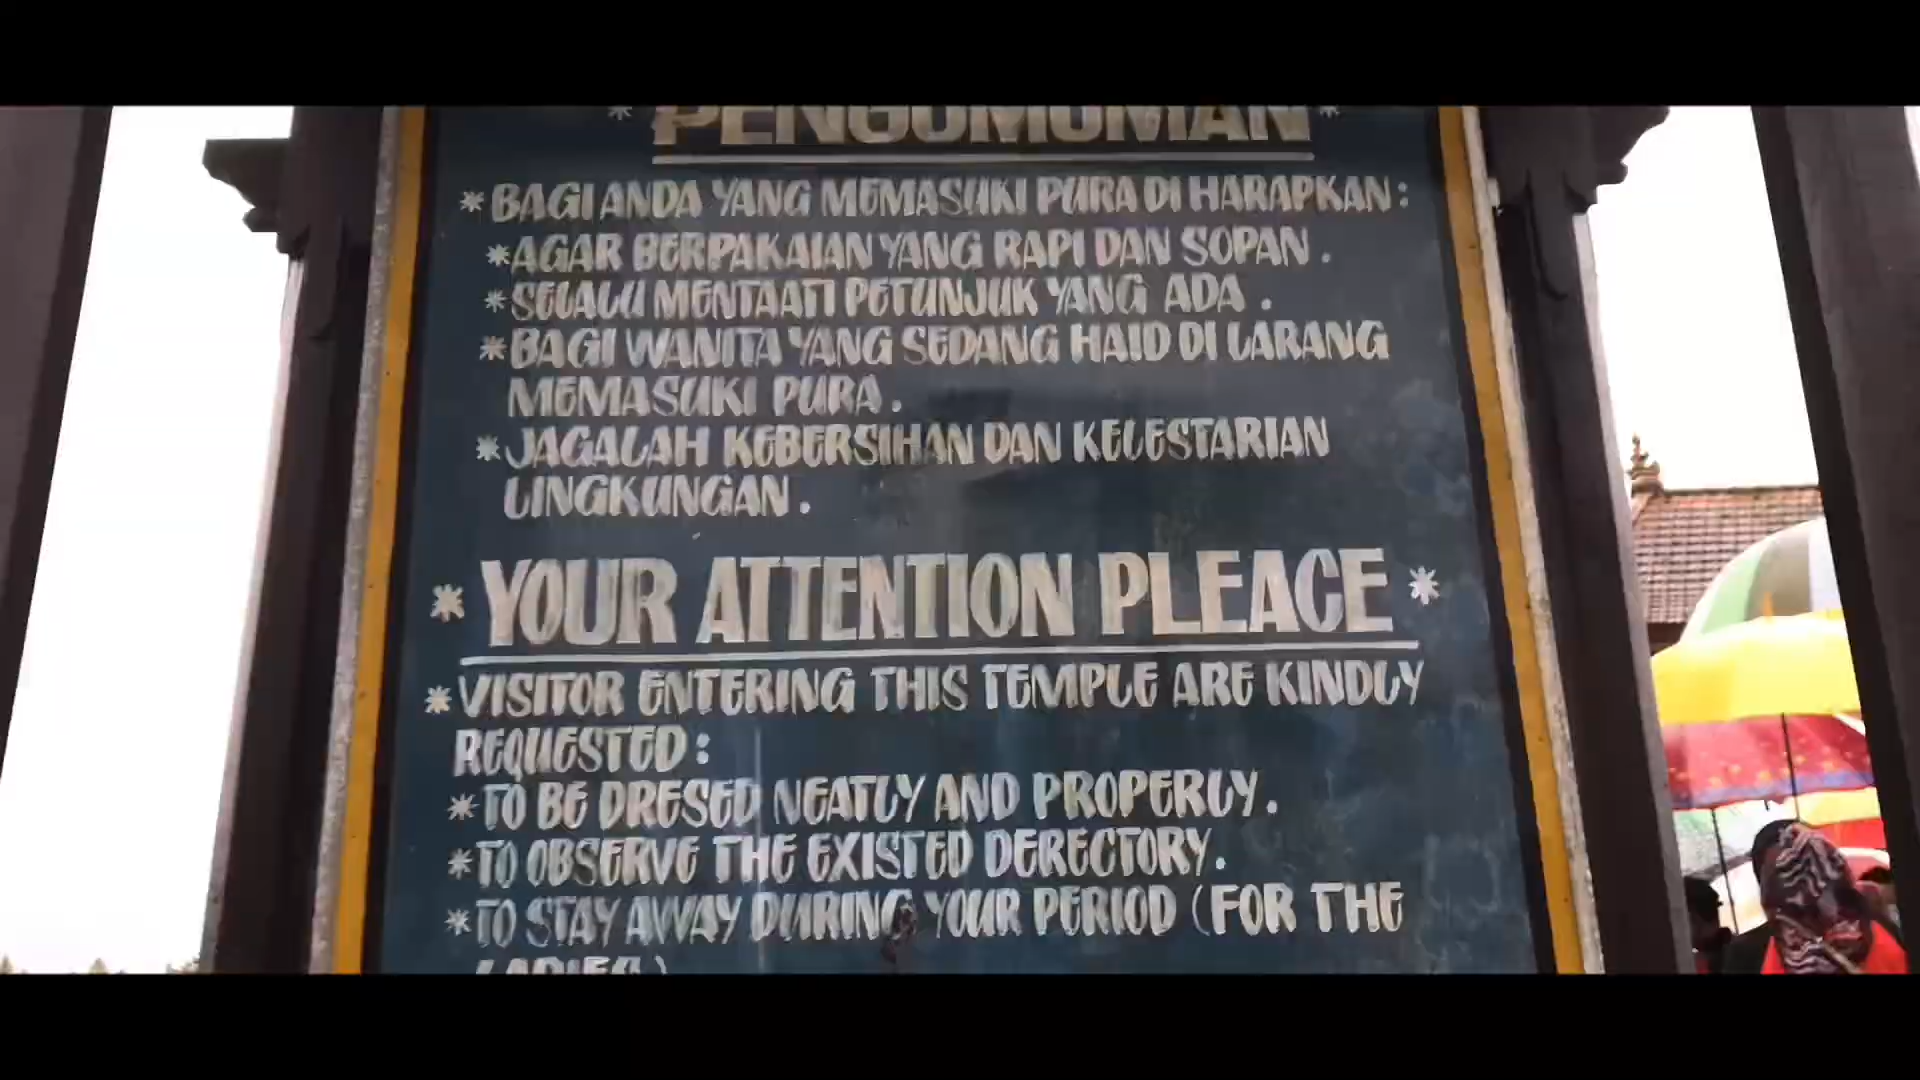 * PENGUMUMAN *
* BAGI ANDA YANG MEMASUKI PURA DI HARAPKAN :
* AGAR BERPAKAIAN YANG RAPI DAN SOPAN .
* SELALU MENTAATI PETUNJUK YANG ADA .
* BAGI WANITA YANG SEDANG HAID DI LARANG
MEMASUKI PURA .
* JAGALAH KEBERSIHAN DAN KELESTARIAN
LINGKUNGAN .
* YOUR ATTENTION PLEACE *
* VISITOR ENTERING THIS TEMPLE ARE KINDLY
REQUESTED :
* TO BE DRESED NEATLY AND PROPERLY .
* TO OBSERVE THE EXISTED DERECTORY .
* TO STAY AWAY DURING YOUR PERIOD (FOR THE
LADIES)